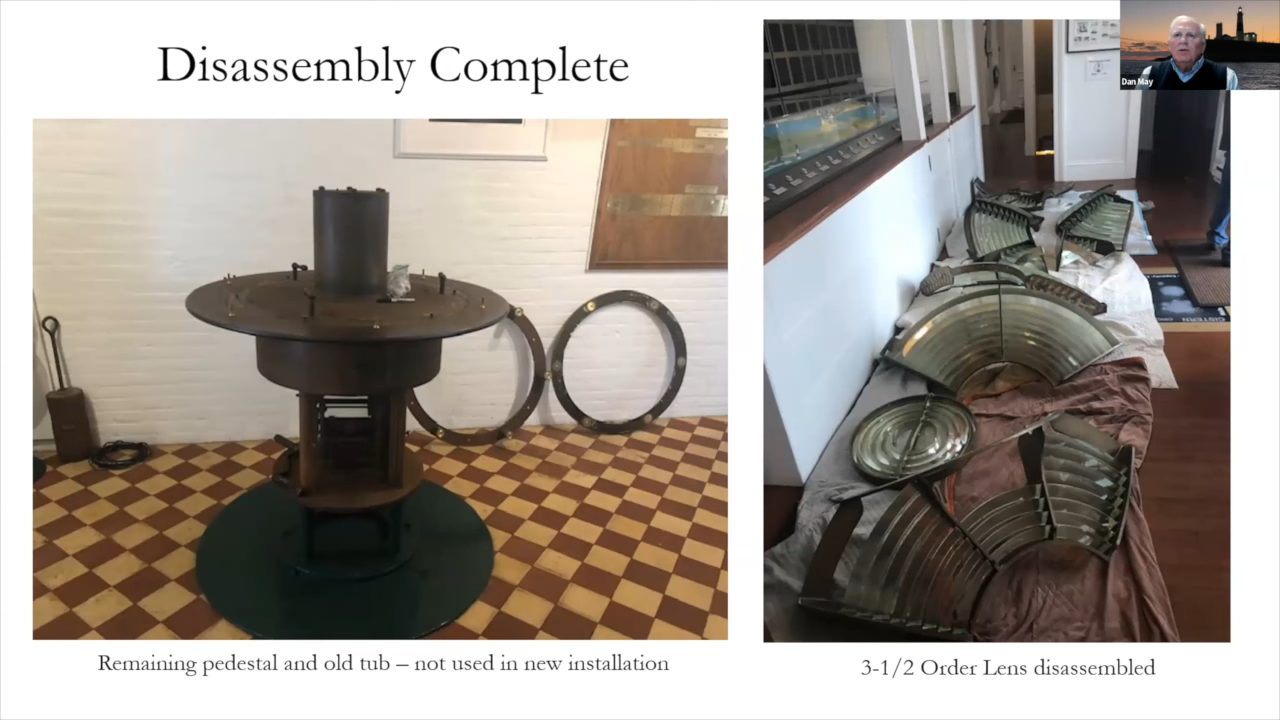 Disassembly Complete
Dan May
CISTERN
Remaining pedestal and old tub – not used in new installation
3-1/2 Order Lens disassembled